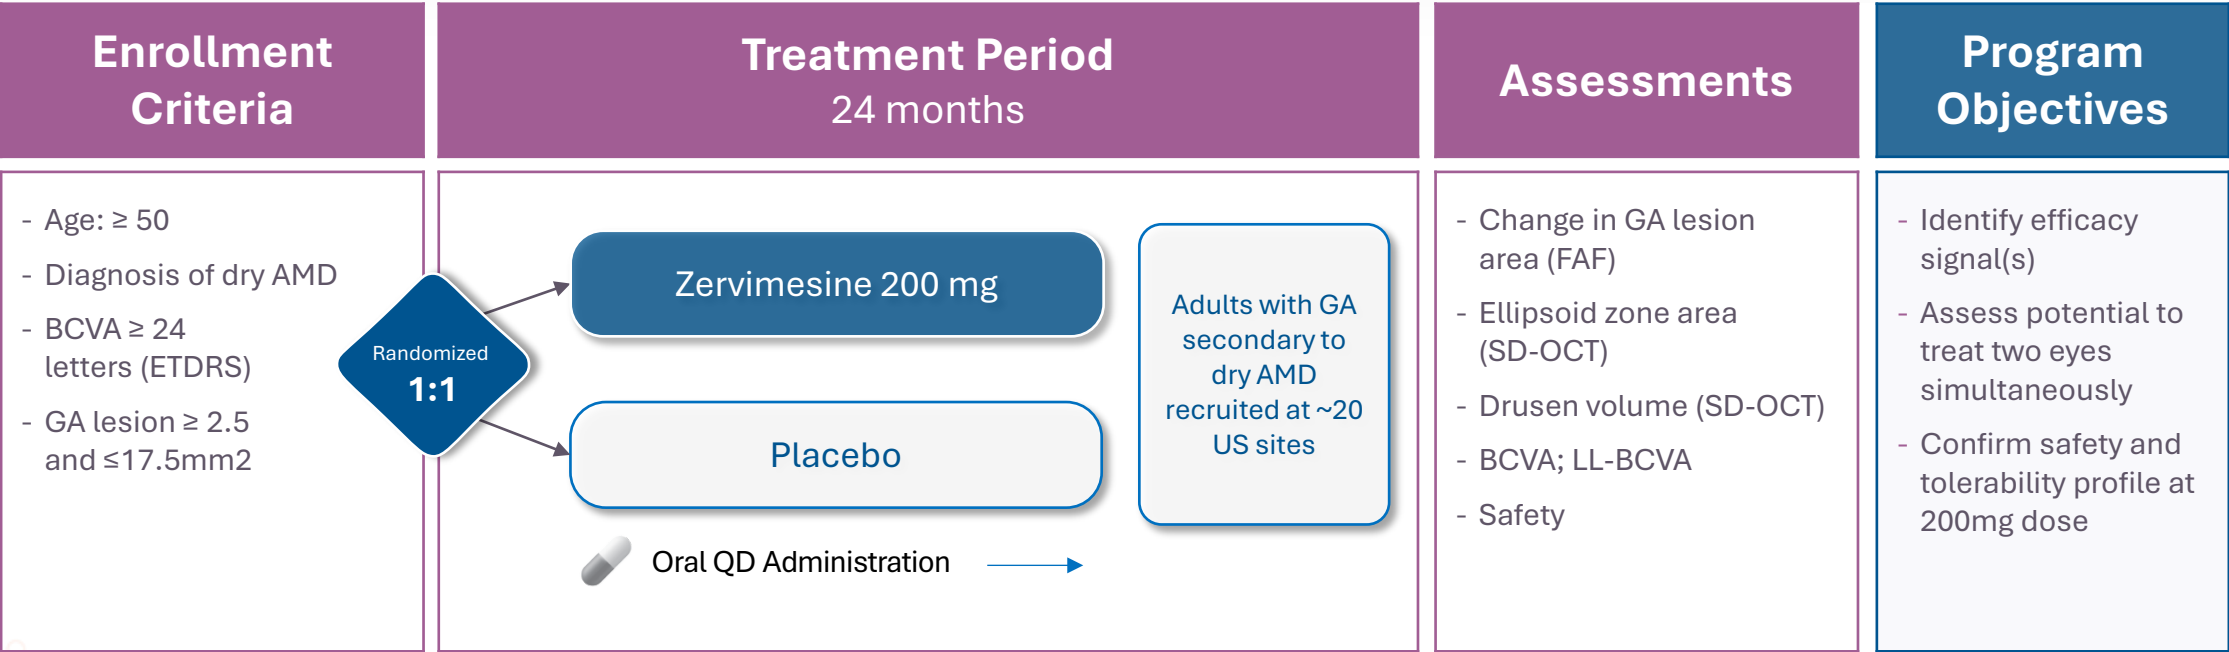 Enrollment
Criteria
- Age: ≥ 50
- Diagnosis of dry AMD
- BCVA ≥ 24
letters (ETDRS)
- GA lesion ≥ 2.5
and ≤17.5mm2
Treatment Period
24 months
Randomized
1:1
Zervimesine 200 mg
Placebo
Oral QD Administration
Adults with GA
secondary to
dry AMD
recruited at ~20
US sites
Assessments
- Change in GA lesion
area (FAF)
- Ellipsoid zone area
(SD-OCT)
- Drusen volume (SD-OCT)
- BCVA; LL-BCVA
- Safety
Program
Objectives
- Identify efficacy
signal(s)
- Assess potential to
treat two eyes
simultaneously
- Confirm safety and
tolerability profile at
200mg dose